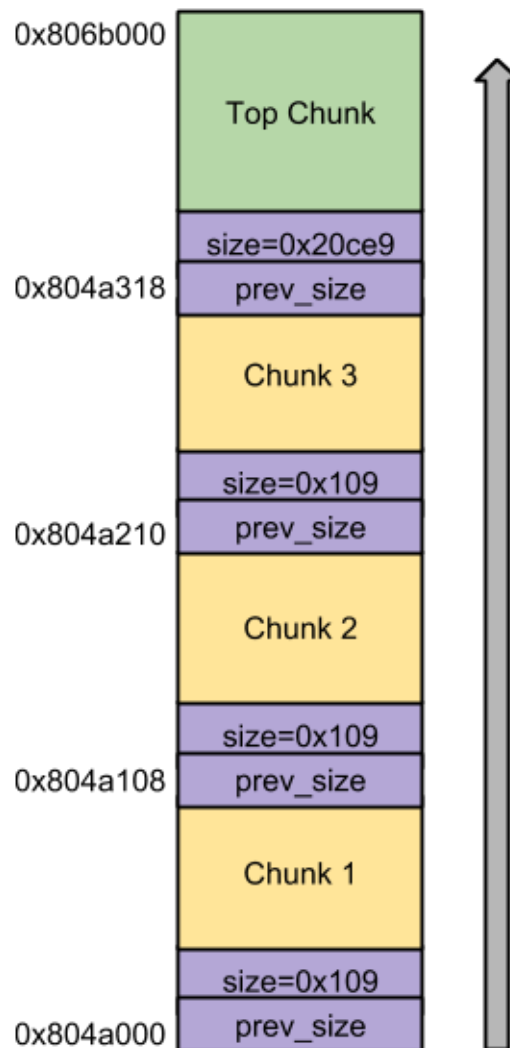 0x806b000
Top Chunk
size=0x20ce9
0x804a318
prev_size
Chunk 3
size=0x109
0x804a210
prev_size
Chunk 2
size=0x109
0x804a108
prev_size
Chunk 1
size=0x109
0x804a000
prev_size